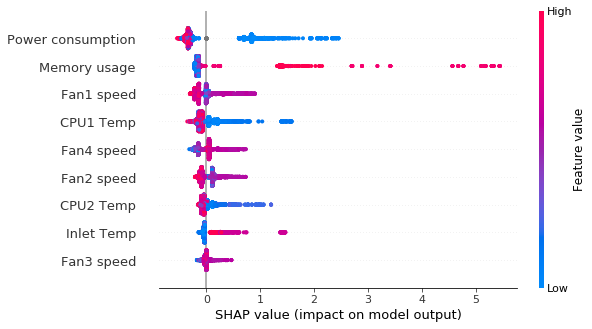 High
Power consumption
Memory usage
Fan1 speed
CPU1 Temp
Fan4 speed
Fan2 speed
CPU2 Temp
Inlet Temp
Fan3 speed
Feature value
Low
0 1 2 3 4 5
SHAP value (impact on model output)